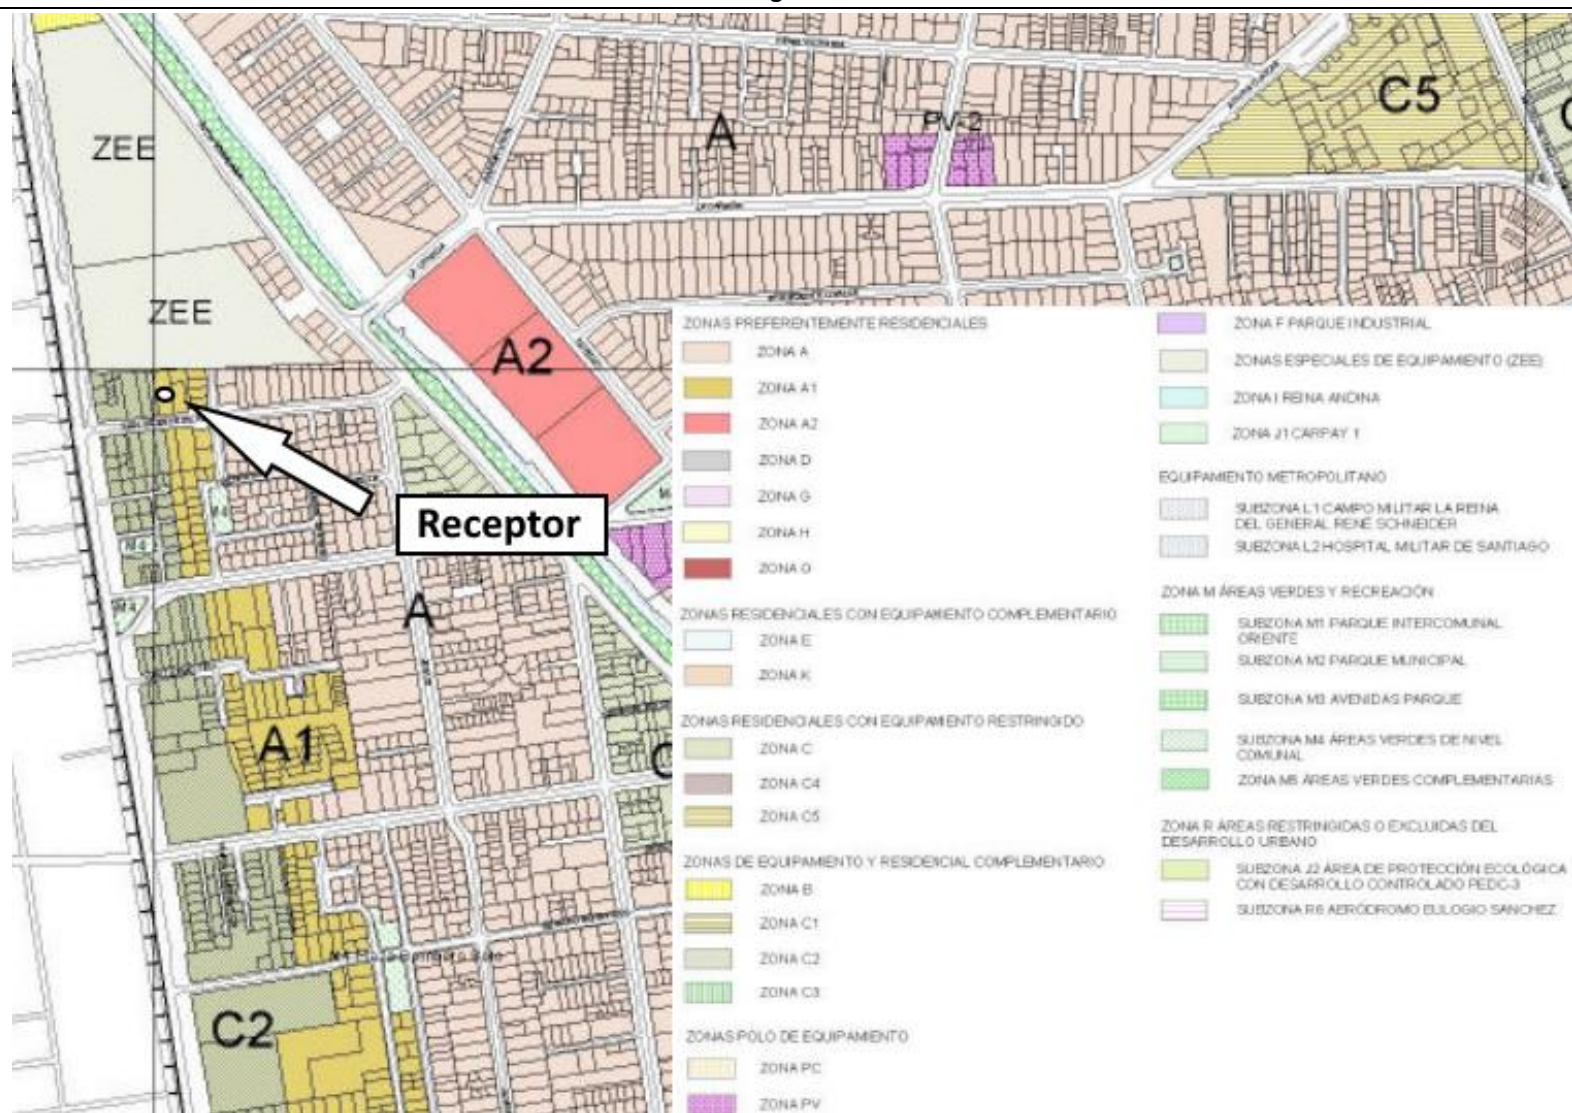 ZEE
ZEE
A
PV-2
C5
C
A2
Receptor
M4
M4
M4
A
A1
C
C2
ZONAS PREFERENTEMENTE RESIDENCIALES
ZONA A
ZONA A1
ZONA A2
ZONA D
ZONA G
ZONA H
ZONA O
ZONAS RESIDENCIALES CON EQUIPAMIENTO COMPLEMENTARIO
ZONA E
ZONA K
ZONAS RESIDENCIALES CON EQUIPAMIENTO RESTRINGIDO
ZONA C
ZONA C4
ZONA C5
ZONAS DE EQUIPAMIENTO Y RESIDENCIAL COMPLEMENTARIO
ZONA B
ZONA C1
ZONA C2
ZONA C3
ZONAS POLO DE EQUIPAMIENTO
ZONA PC
ZONA PV
ZONA F PARQUE INDUSTRIAL
ZONAS ESPECIALES DE EQUIPAMIENTO (ZEE)
ZONA I REINA ANDINA
ZONA J1 CARPAY 1
EQUIPAMIENTO METROPOLITANO
SUBZONA L1 CAMPO MILITAR LA REINA
DEL GENERAL RENÉ SCHNEIDER
SUBZONA L2 HOSPITAL MILITAR DE SANTIAGO
ZONA M ÁREAS VERDES Y RECREACIÓN
SUBZONA M1 PARQUE INTERCOMUNAL
ORIENTE
SUBZONA M2 PARQUE MUNICIPAL
SUBZONA M3 AVENIDAS PARQUE
SUBZONA M4 ÁREAS VERDES DE NIVEL
COMUNAL
ZONA M5 ÁREAS VERDES COMPLEMENTARIAS
ZONA R ÁREAS RESTRINGIDAS O EXCLUIDAS DEL
DESARROLLO URBANO
SUBZONA J2 ÁREA DE PROTECCIÓN ECOLÓGICA
CON DESARROLLO CONTROLADO PEDC-3
SUBZONA R6 AERÓDROMO EULOGIO SANCHEZ